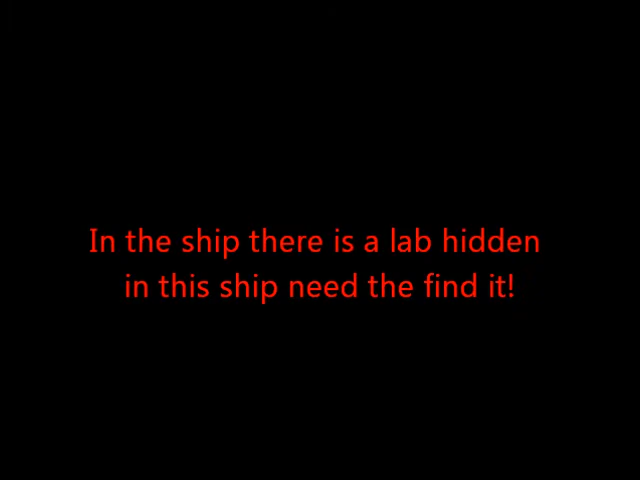 In the ship there is a lab hidden
in this ship need the find it!